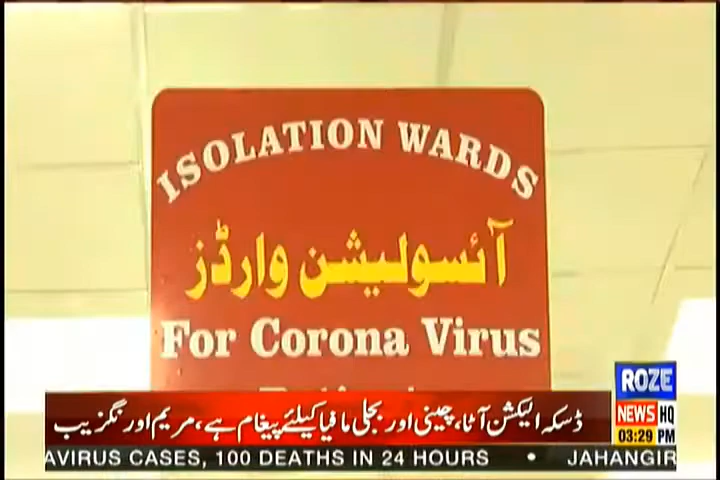 ISOLATION WARDS
آئسولیشن وارڈز
For Corona Virus
ROZE
NEWS HQ
03:29 PM
ڈسکہ الیکشن آٹا، چینی اور بجلی مافیا کیلئے پیغام ہے، مریم اورنگزیب
AVIRUS CASES, 100 DEATHS IN 24 HOURS • JAHANGIR